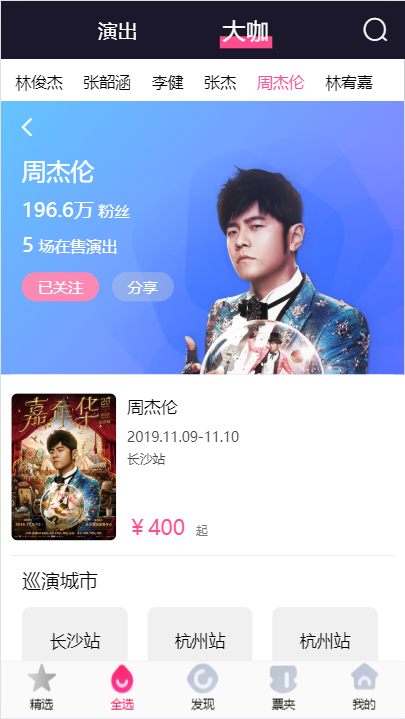 演出 大咖
林俊杰 张韶涵 李健 张杰 周杰伦 林宥嘉
周杰伦
196.6万 粉丝
5 场在售演出
已关注 分享
嘉年华
周杰伦
2019.11.09-11.10
长沙站
￥400 起
巡演城市
长沙站 杭州站 杭州站
精选 全选 发现 票夹 我的